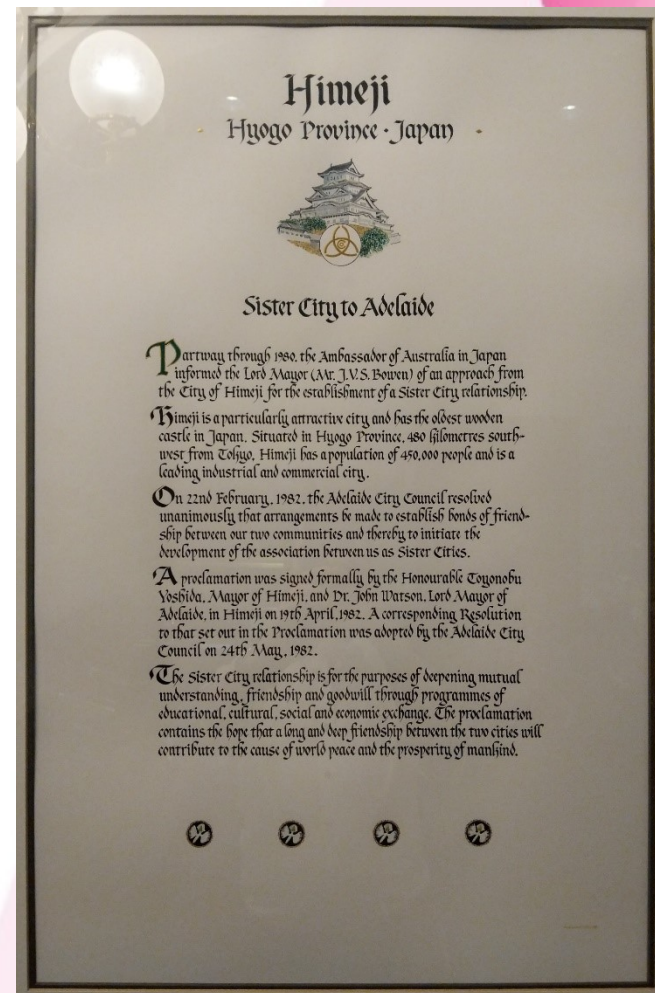 Himeji
Hyogo Province · Japan
Sister City to Adelaide
Partway through 1980, the Ambassador of Australia in Japan
informed the Lord Mayor (Mr. J.V.S. Bowen) of an approach from
the City of Himeji for the establishment of a Sister City relationship.
Himeji is a particularly attractive city and has the oldest wooden
castle in Japan. Situated in Hyogo Province, 480 kilometres south-
west from Tokyo, Himeji has a population of 450,000 people and is a
leading industrial and commercial city.
On 22nd February, 1982, the Adelaide City Council resolved
unanimously that arrangements be made to establish bonds of friend-
ship between our two communities and thereby to initiate the
development of the association between us as Sister Cities.
A proclamation was signed formally by the Honourable Toyonobu
Yoshida, Mayor of Himeji, and Dr. John Watson, Lord Mayor of
Adelaide, in Himeji on 19th April, 1982. A corresponding Resolution
to that set out in the Proclamation was adopted by the Adelaide City
Council on 24th May, 1982.
The Sister City relationship is for the purposes of deepening mutual
understanding, friendship and goodwill through programmes of
educational, cultural, social and economic exchange. The proclamation
contains the hope that a long and deep friendship between the two cities will
contribute to the cause of world peace and the prosperity of mankind.